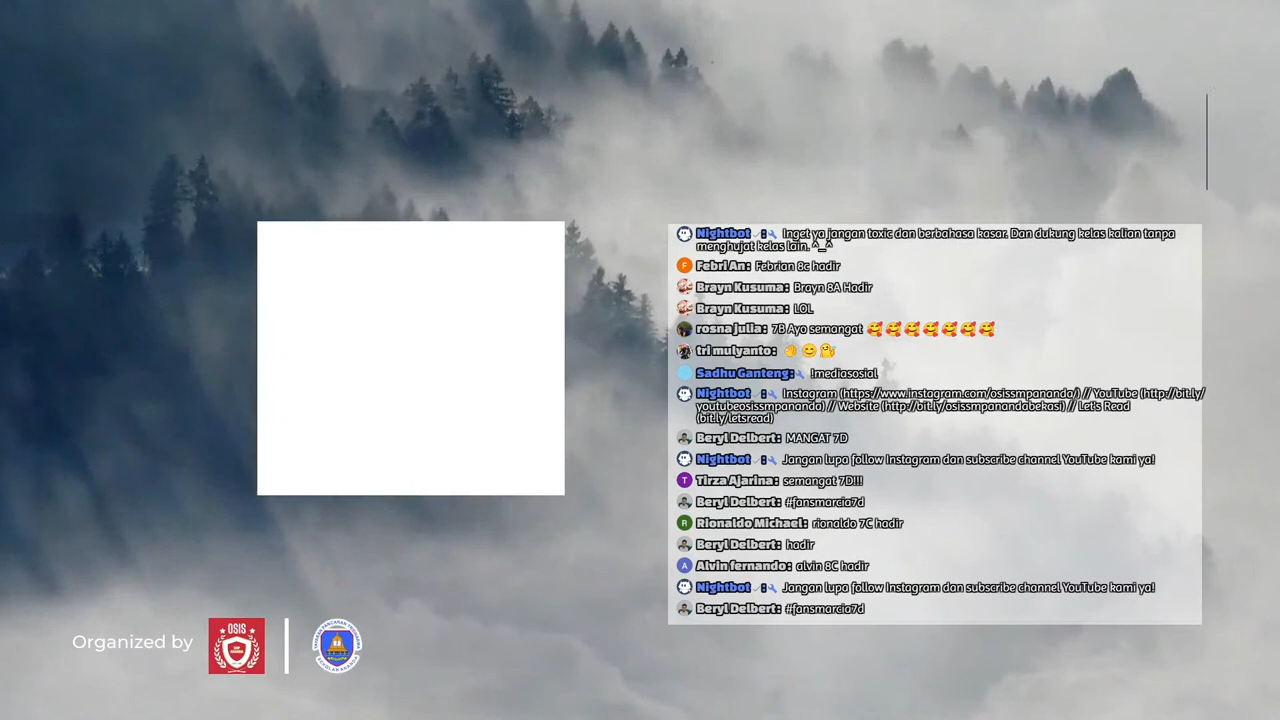 Nightbot : Inget ya jangan toxic dan berbahasa kasar. Dan dukung kelas kalian tanpa
menghujat kelas lain. ^_^
Febri An: Febrian 8c hadir
Brayn Kusuma: Brayn 8A Hadir
Brayn Kusuma: LOL
rosna julia: 7B Ayo semangat 🥰🥰🥰🥰🥰🥰🥰
tri mulyanto: 👏😊🤗
Sadhu Ganteng: !mediasosial
Nightbot : Instagram (https://www.instagram.com/osissmpananda/) // YouTube (http://bit.ly/
youtubeosissmpananda) // Website (http://bit.ly/osissmpanandabekasi) // Let's Read
(bit.ly/letsread)
Beryl Delbert: MANGAT 7D
Nightbot : Jangan lupa follow Instagram dan subscribe channel YouTube kami ya!
Tirza Ajarina: semangat 7D!!!
Beryl Delbert: #fansmarcia7d
R Rionaldo Michael: rionaldo 7C hadir
Beryl Delbert: hadir
A Alvin fernando: alvin 8C hadir
Nightbot : Jangan lupa follow Instagram dan subscribe channel YouTube kami ya!
Beryl Delbert: #fansmarcia7d
Organized by
OSIS